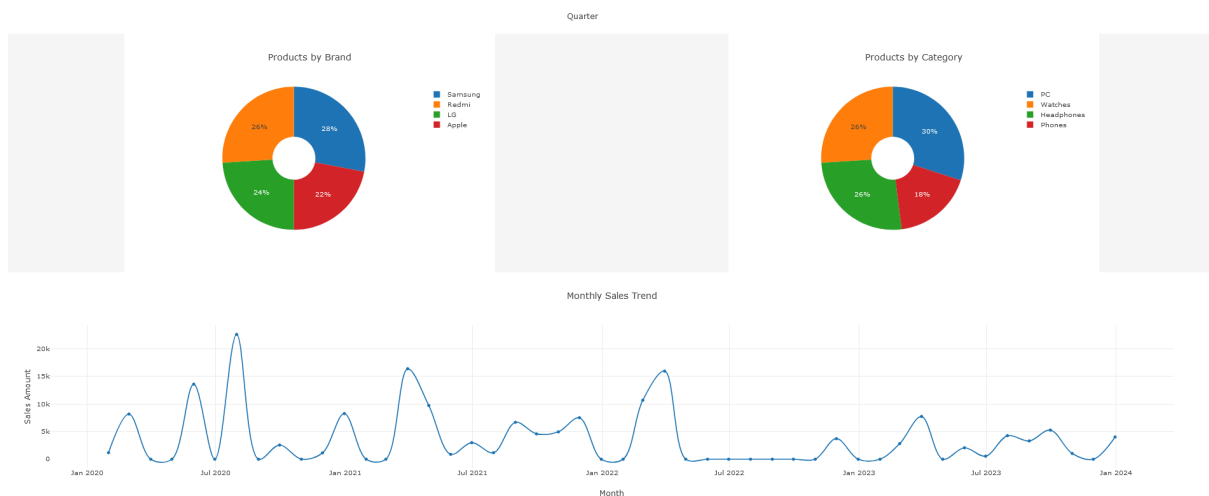 Quarter
Products by Brand
28%
22%
24%
26%
Samsung
Redmi
LG
Apple
Products by Category
30%
18%
26%
26%
PC
Watches
Headphones
Phones
Monthly Sales Trend
Sales Amount
20k
15k
10k
5k
0
Jan 2020
Jul 2020
Jan 2021
Jul 2021
Jan 2022
Jul 2022
Jan 2023
Jul 2023
Jan 2024
Month